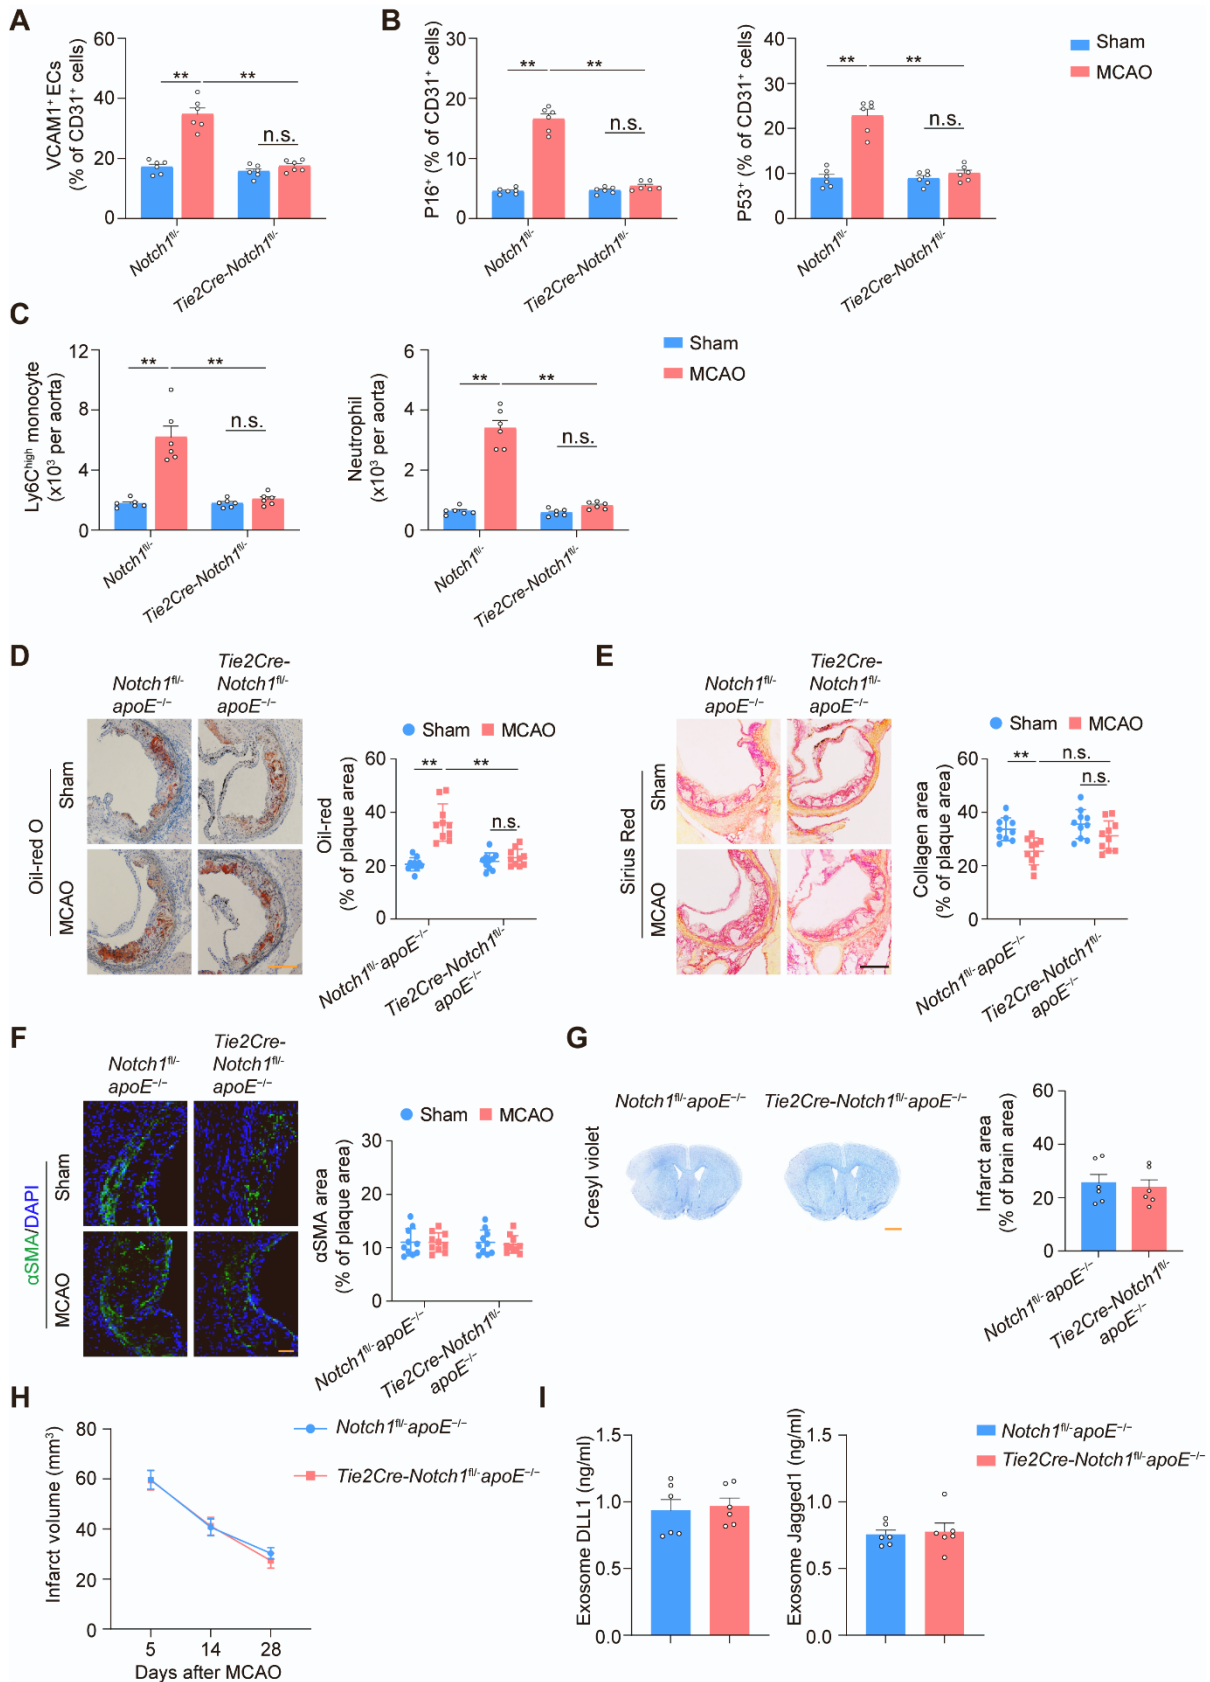 A
VCAM1⁺ ECs
(% of CD31⁺ cells)
60
40
20
0
**
**
n.s.
Notch1ᶠˡ/⁻
Tie2Cre-Notch1ᶠˡ/⁻
B
P16⁺ (% of CD31⁺ cells)
30
20
10
0
**
**
n.s.
Notch1ᶠˡ/⁻
Tie2Cre-Notch1ᶠˡ/⁻
P53⁺ (% of CD31⁺ cells)
40
30
20
10
0
**
**
n.s.
Notch1ᶠˡ/⁻
Tie2Cre-Notch1ᶠˡ/⁻
Sham
MCAO
C
Ly6Cʰⁱᵍʰ monocyte
(x10³ per aorta)
12
8
4
0
**
**
n.s.
Notch1ᶠˡ/⁻
Tie2Cre-Notch1ᶠˡ/⁻
Neutrophil
(x10³ per aorta)
6
4
2
0
**
**
n.s.
Notch1ᶠˡ/⁻
Tie2Cre-Notch1ᶠˡ/⁻
Sham
MCAO
D
Notch1ᶠˡ/⁻
apoE⁻/⁻
Tie2Cre-
Notch1ᶠˡ/⁻
apoE⁻/⁻
Oil-red O
Sham
MCAO
Sham
MCAO
Oil-red
(% of plaque area)
60
40
20
0
**
**
n.s.
Notch1ᶠˡ/⁻apoE⁻/⁻
Tie2Cre-Notch1ᶠˡ/⁻
apoE⁻/⁻
E
Notch1ᶠˡ/⁻
apoE⁻/⁻
Tie2Cre-
Notch1ᶠˡ/⁻
apoE⁻/⁻
Sirius Red
Sham
MCAO
Sham
MCAO
Collagen area
(% of plaque area)
60
40
20
0
**
n.s.
n.s.
Notch1ᶠˡ/⁻apoE⁻/⁻
Tie2Cre-Notch1ᶠˡ/⁻
apoE⁻/⁻
F
Notch1ᶠˡ/⁻
apoE⁻/⁻
Tie2Cre-
Notch1ᶠˡ/⁻
apoE⁻/⁻
αSMA/DAPI
Sham
MCAO
Sham
MCAO
αSMA area
(% of plaque area)
30
20
10
0
Notch1ᶠˡ/⁻apoE⁻/⁻
Tie2Cre-Notch1ᶠˡ/⁻
apoE⁻/⁻
G
Notch1ᶠˡ/⁻apoE⁻/⁻
Tie2Cre-Notch1ᶠˡ/⁻apoE⁻/⁻
Cresyl violet
Infarct area
(% of brain area)
60
40
20
0
Notch1ᶠˡ/⁻apoE⁻/⁻
Tie2Cre-Notch1ᶠˡ/⁻
apoE⁻/⁻
H
Infarct volume (mm³)
80
60
40
20
0
5
14
28
Days after MCAO
Notch1ᶠˡ/⁻apoE⁻/⁻
Tie2Cre-Notch1ᶠˡ/⁻apoE⁻/⁻
I
Exosome DLL1 (ng/ml)
1.5
1.0
0.5
0.0
Exosome Jagged1 (ng/ml)
1.5
1.0
0.5
0.0
Notch1ᶠˡ/⁻apoE⁻/⁻
Tie2Cre-Notch1ᶠˡ/⁻apoE⁻/⁻